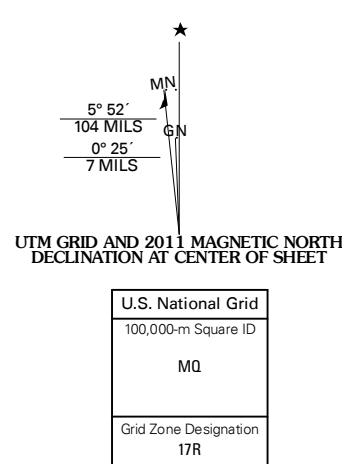 ★
M.N.
5° 52´
104 MILS
GN
0° 25´
7 MILS
UTM GRID AND 2011 MAGNETIC NORTH
DECLINATION AT CENTER OF SHEET
U.S. National Grid
100,000-m Square ID
MQ
Grid Zone Designation
17R